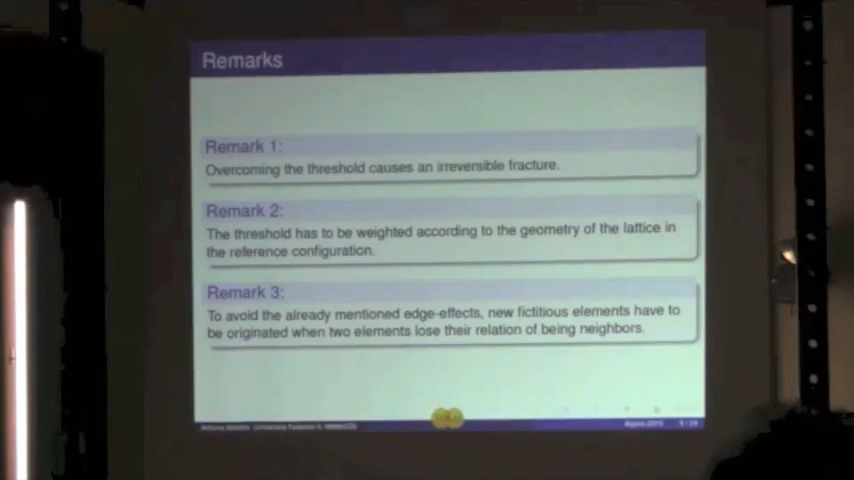 Remarks
Remark 1:
Overcoming the threshold causes an irreversible fracture.
Remark 2:
The threshold has to be weighted according to the geometry of the lattice in
the reference configuration.
Remark 3:
To avoid the already mentioned edge-effects, new fictitious elements have to
be originated when two elements lose their relation of being neighbors.